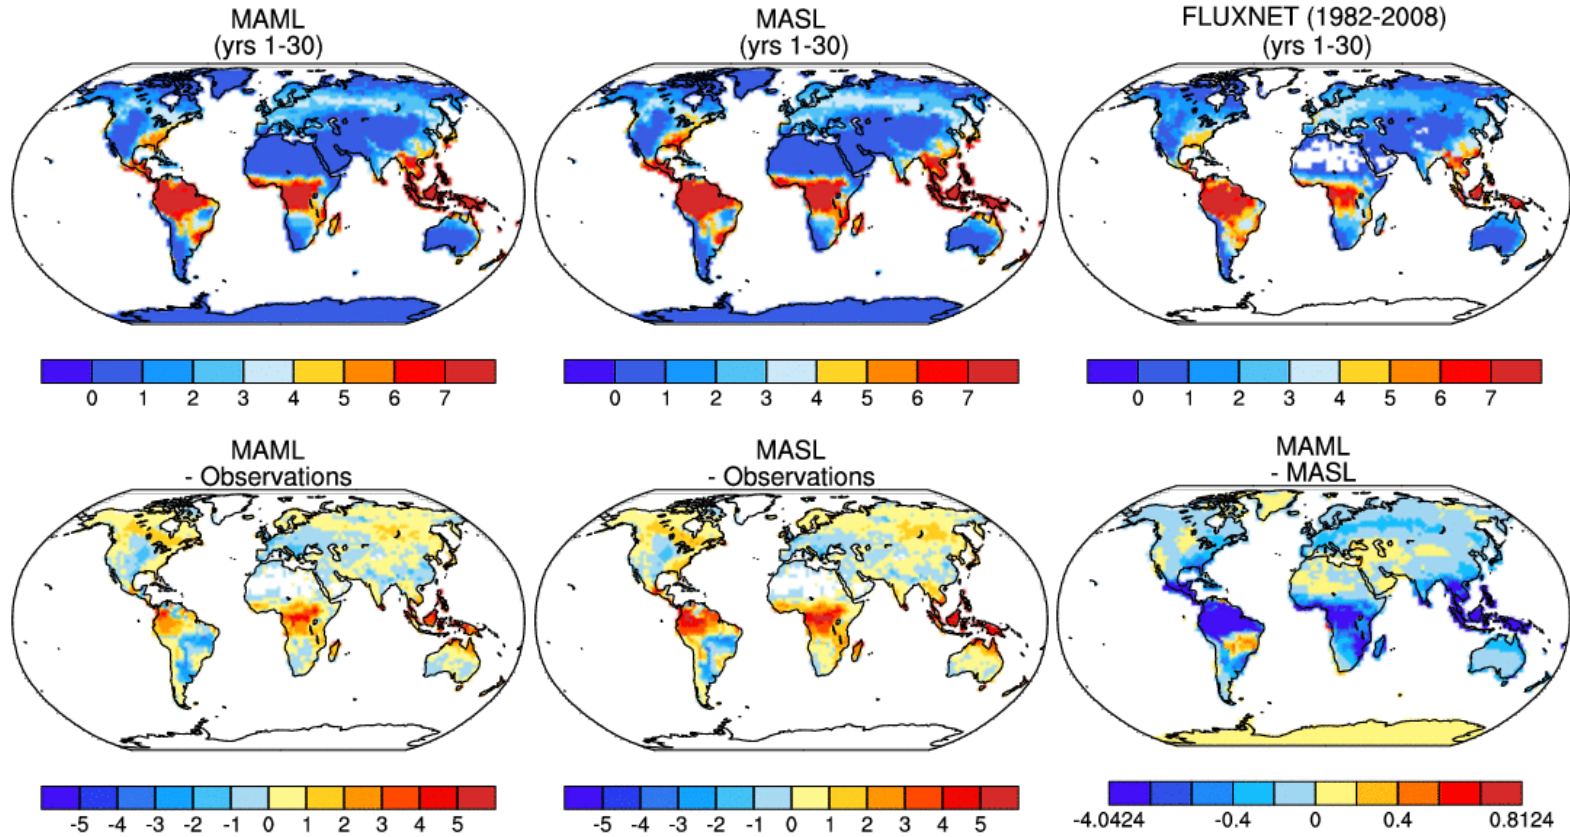 MAML
(yrs 1-30)
MASL
(yrs 1-30)
FLUXNET (1982-2008)
(yrs 1-30)
0 1 2 3 4 5 6 7
0 1 2 3 4 5 6 7
0 1 2 3 4 5 6 7
MAML
- Observations
MASL
- Observations
MAML
- MASL
-5 -4 -3 -2 -1 0 1 2 3 4 5
-5 -4 -3 -2 -1 0 1 2 3 4 5
-4.0424 -0.4 0 0.4 0.8124